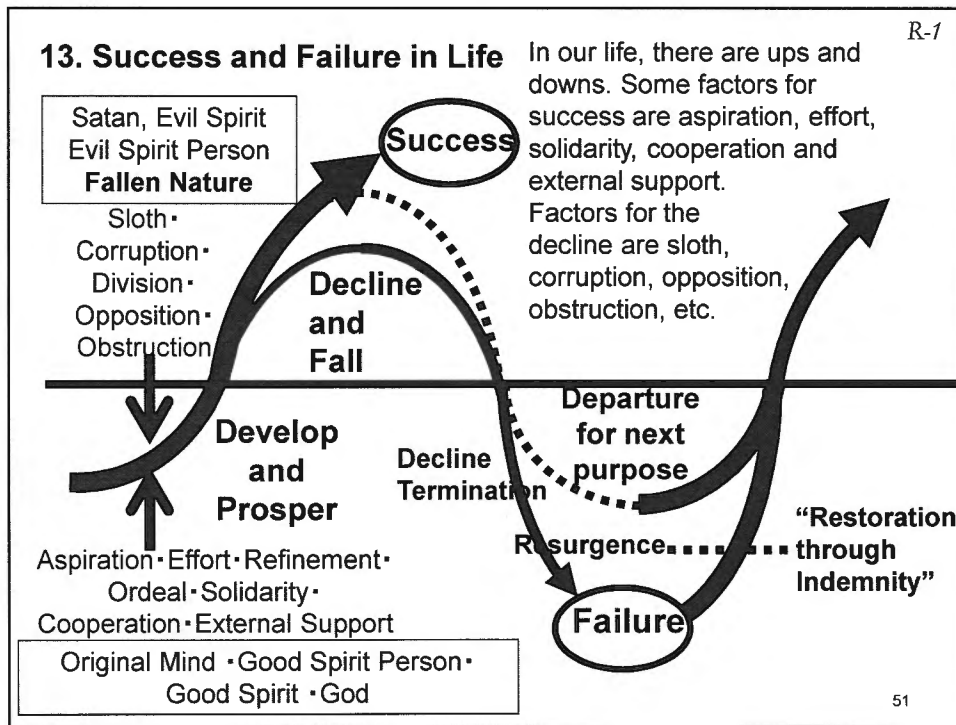 R-1
13. Success and Failure in Life
In our life, there are ups and
downs. Some factors for
success are aspiration, effort,
solidarity, cooperation and
external support.
Factors for the
decline are sloth,
corruption, opposition,
obstruction, etc.
Satan, Evil Spirit
Evil Spirit Person
Fallen Nature
Sloth·
Corruption·
Division·
Opposition·
Obstruction
Success
Decline
and
Fall
Develop
and
Prosper
Decline
Termination
Departure
for next
purpose
Resurgence
"Restoration
through
Indemnity"
Failure
Aspiration·Effort·Refinement·
Ordeal·Solidarity·
Cooperation·External Support
Original Mind ·Good Spirit Person·
Good Spirit ·God
51